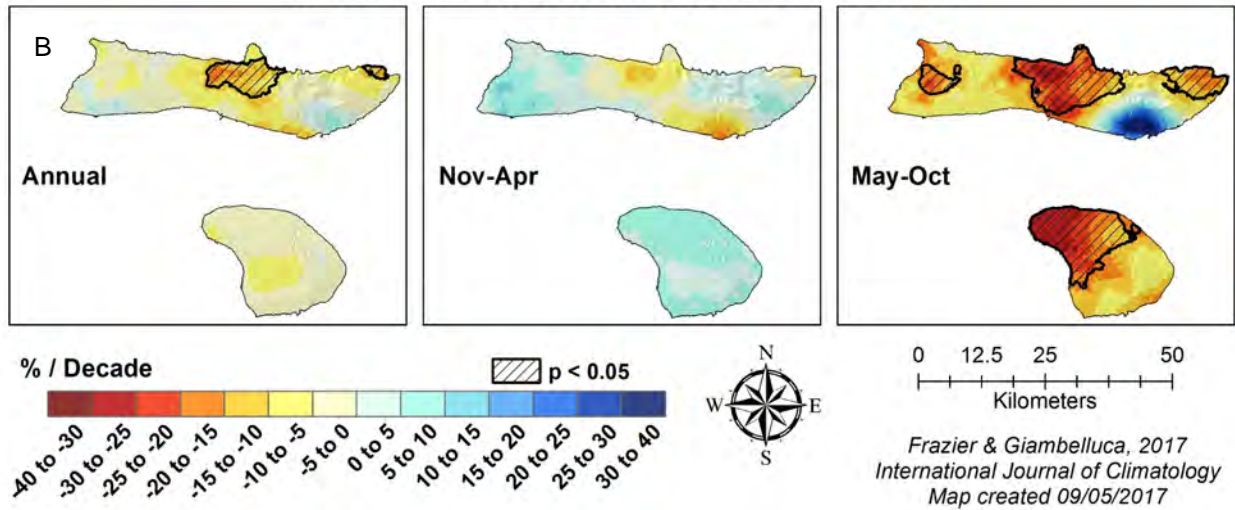 B
Annual
Nov-Apr
May-Oct
% / Decade
p < 0.05
-40 to -30
-30 to -25
-25 to -20
-20 to -15
-15 to -10
-10 to -5
-5 to 0
0 to 5
5 to 10
10 to 15
15 to 20
20 to 25
25 to 30
30 to 40
N
W E
S
0 12.5 25 50
Kilometers
Frazier & Giambelluca, 2017
International Journal of Climatology
Map created 09/05/2017